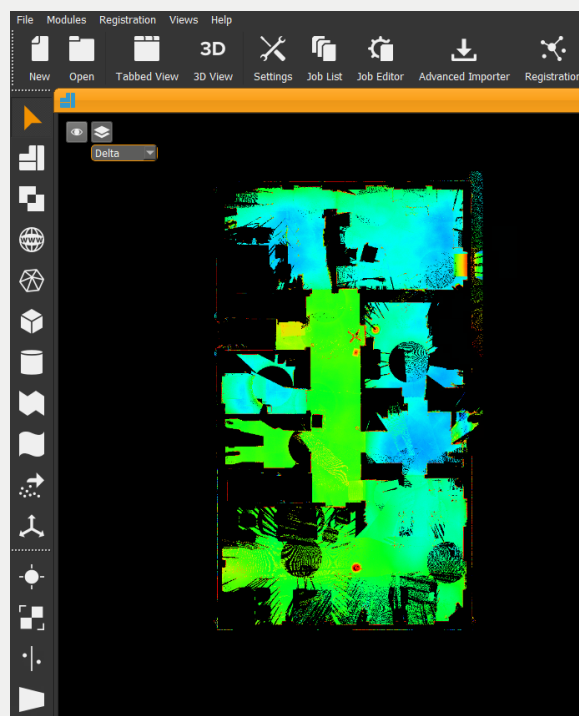 File Modules Registration Views Help
3D
New Open Tabbed View 3D View Settings Job List Job Editor Advanced Importer Registration
Delta
WWW